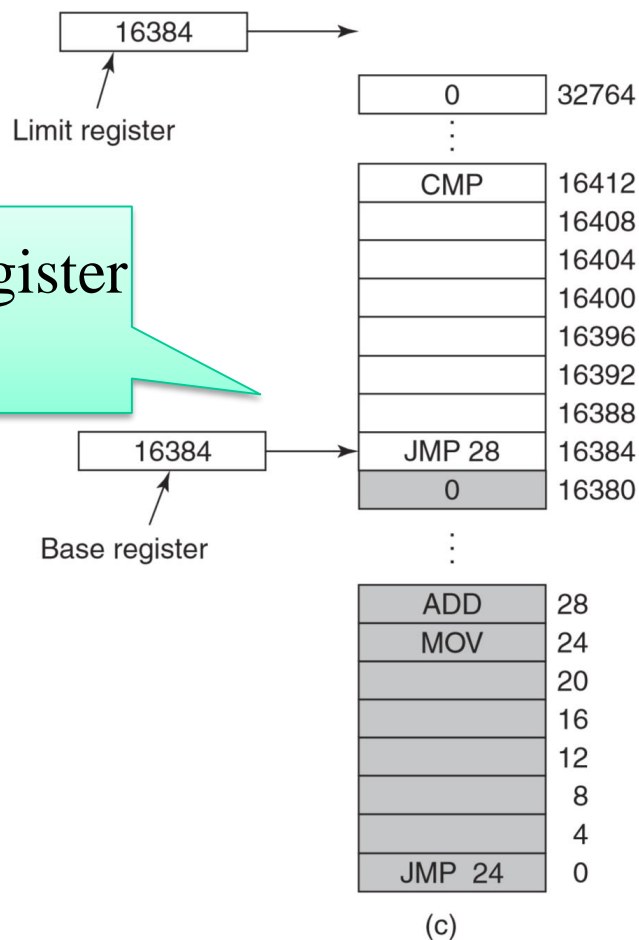 16384
Limit register
0 32764
CMP 16412
16408
16404
16400
16396
16392
16388
16384 JMP 28 16384
0 16380
Base register
ADD 28
MOV 24
20
16
12
8
4
JMP 24 0
(c)